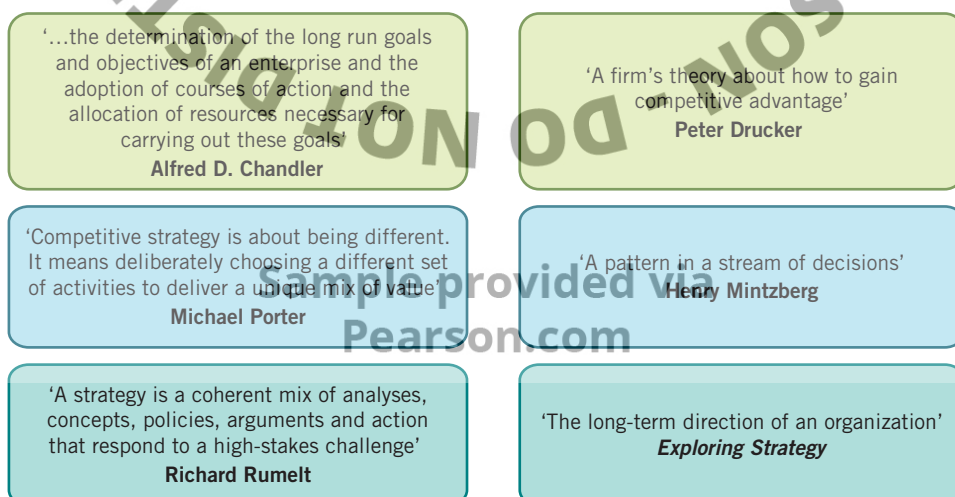 ‘…the determination of the long run goals
and objectives of an enterprise and the
adoption of courses of action and the
allocation of resources necessary for
carrying out these goals’
Alfred D. Chandler
‘A firm’s theory about how to gain
competitive advantage’
Peter Drucker
‘Competitive strategy is about being different.
It means deliberately choosing a different set
of activities to deliver a unique mix of value’
Michael Porter
‘A pattern in a stream of decisions’
Henry Mintzberg
‘A strategy is a coherent mix of analyses,
concepts, policies, arguments and action
that respond to a high-stakes challenge’
Richard Rumelt
‘The long-term direction of an organization’
Exploring Strategy
Sample provided via
Pearson.com
SON - DO NOT DIST